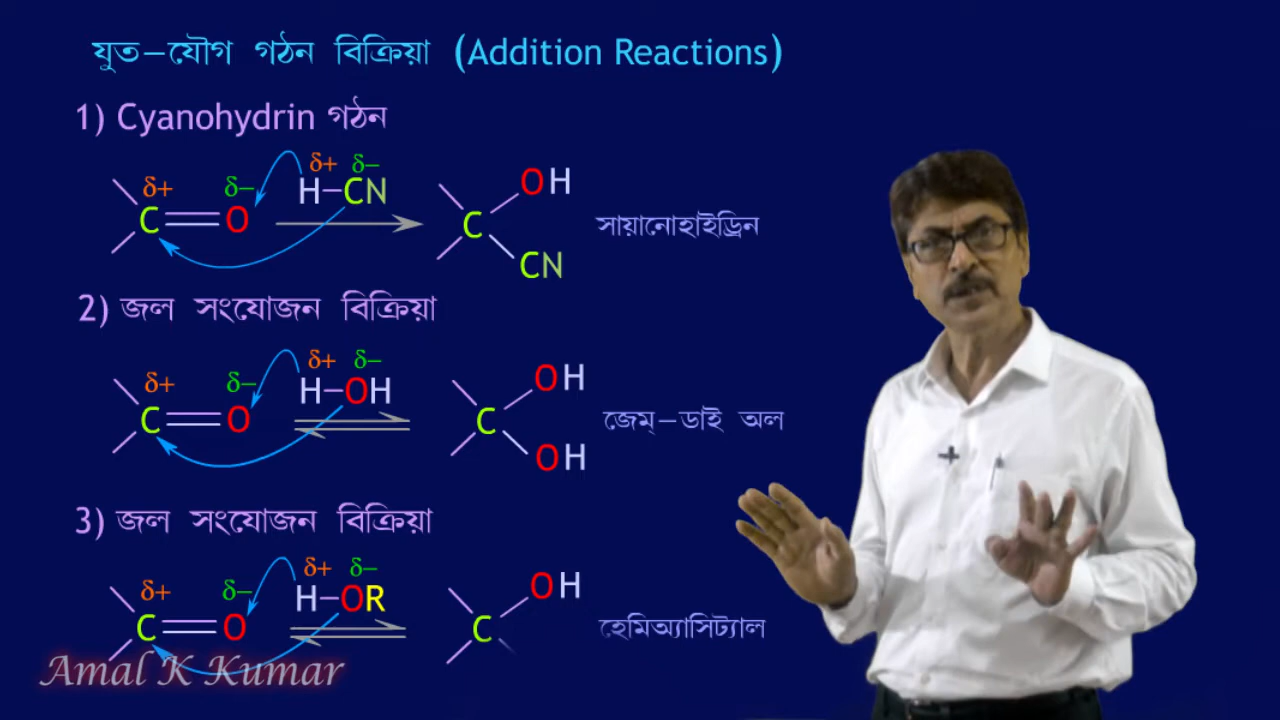 যুত-যৌগ গঠন বিক্রিয়া (Addition Reactions)
1) Cyanohydrin গঠন
δ+ δ− δ+ δ−
C O H−CN C OH CN সায়ানোহাইড্রিন
2) জল সংযোজন বিক্রিয়া
δ+ δ− δ+ δ−
C O H−OH C OH OH জেম্-ডাই অল
3) জল সংযোজন বিক্রিয়া
δ+ δ− δ+ δ−
C O H−OR C OH হেমিঅ্যাসিট্যাল
Amal K Kumar